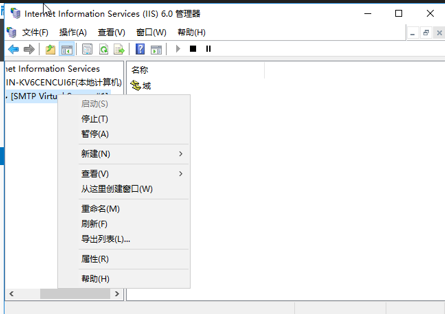 Internet Information Services (IIS) 6.0 管理器
文件(F) 操作(A) 查看(V) 窗口(W) 帮助(H)
net Information Services
IN-KV6CENCUI6F(本地计算机)
[SMTP Virtual
名称
域
启动(S)
停止(T)
暂停(A)
新建(N)
查看(V)
从这里创建窗口(W)
重命名(M)
刷新(F)
导出列表(L)...
属性(R)
帮助(H)